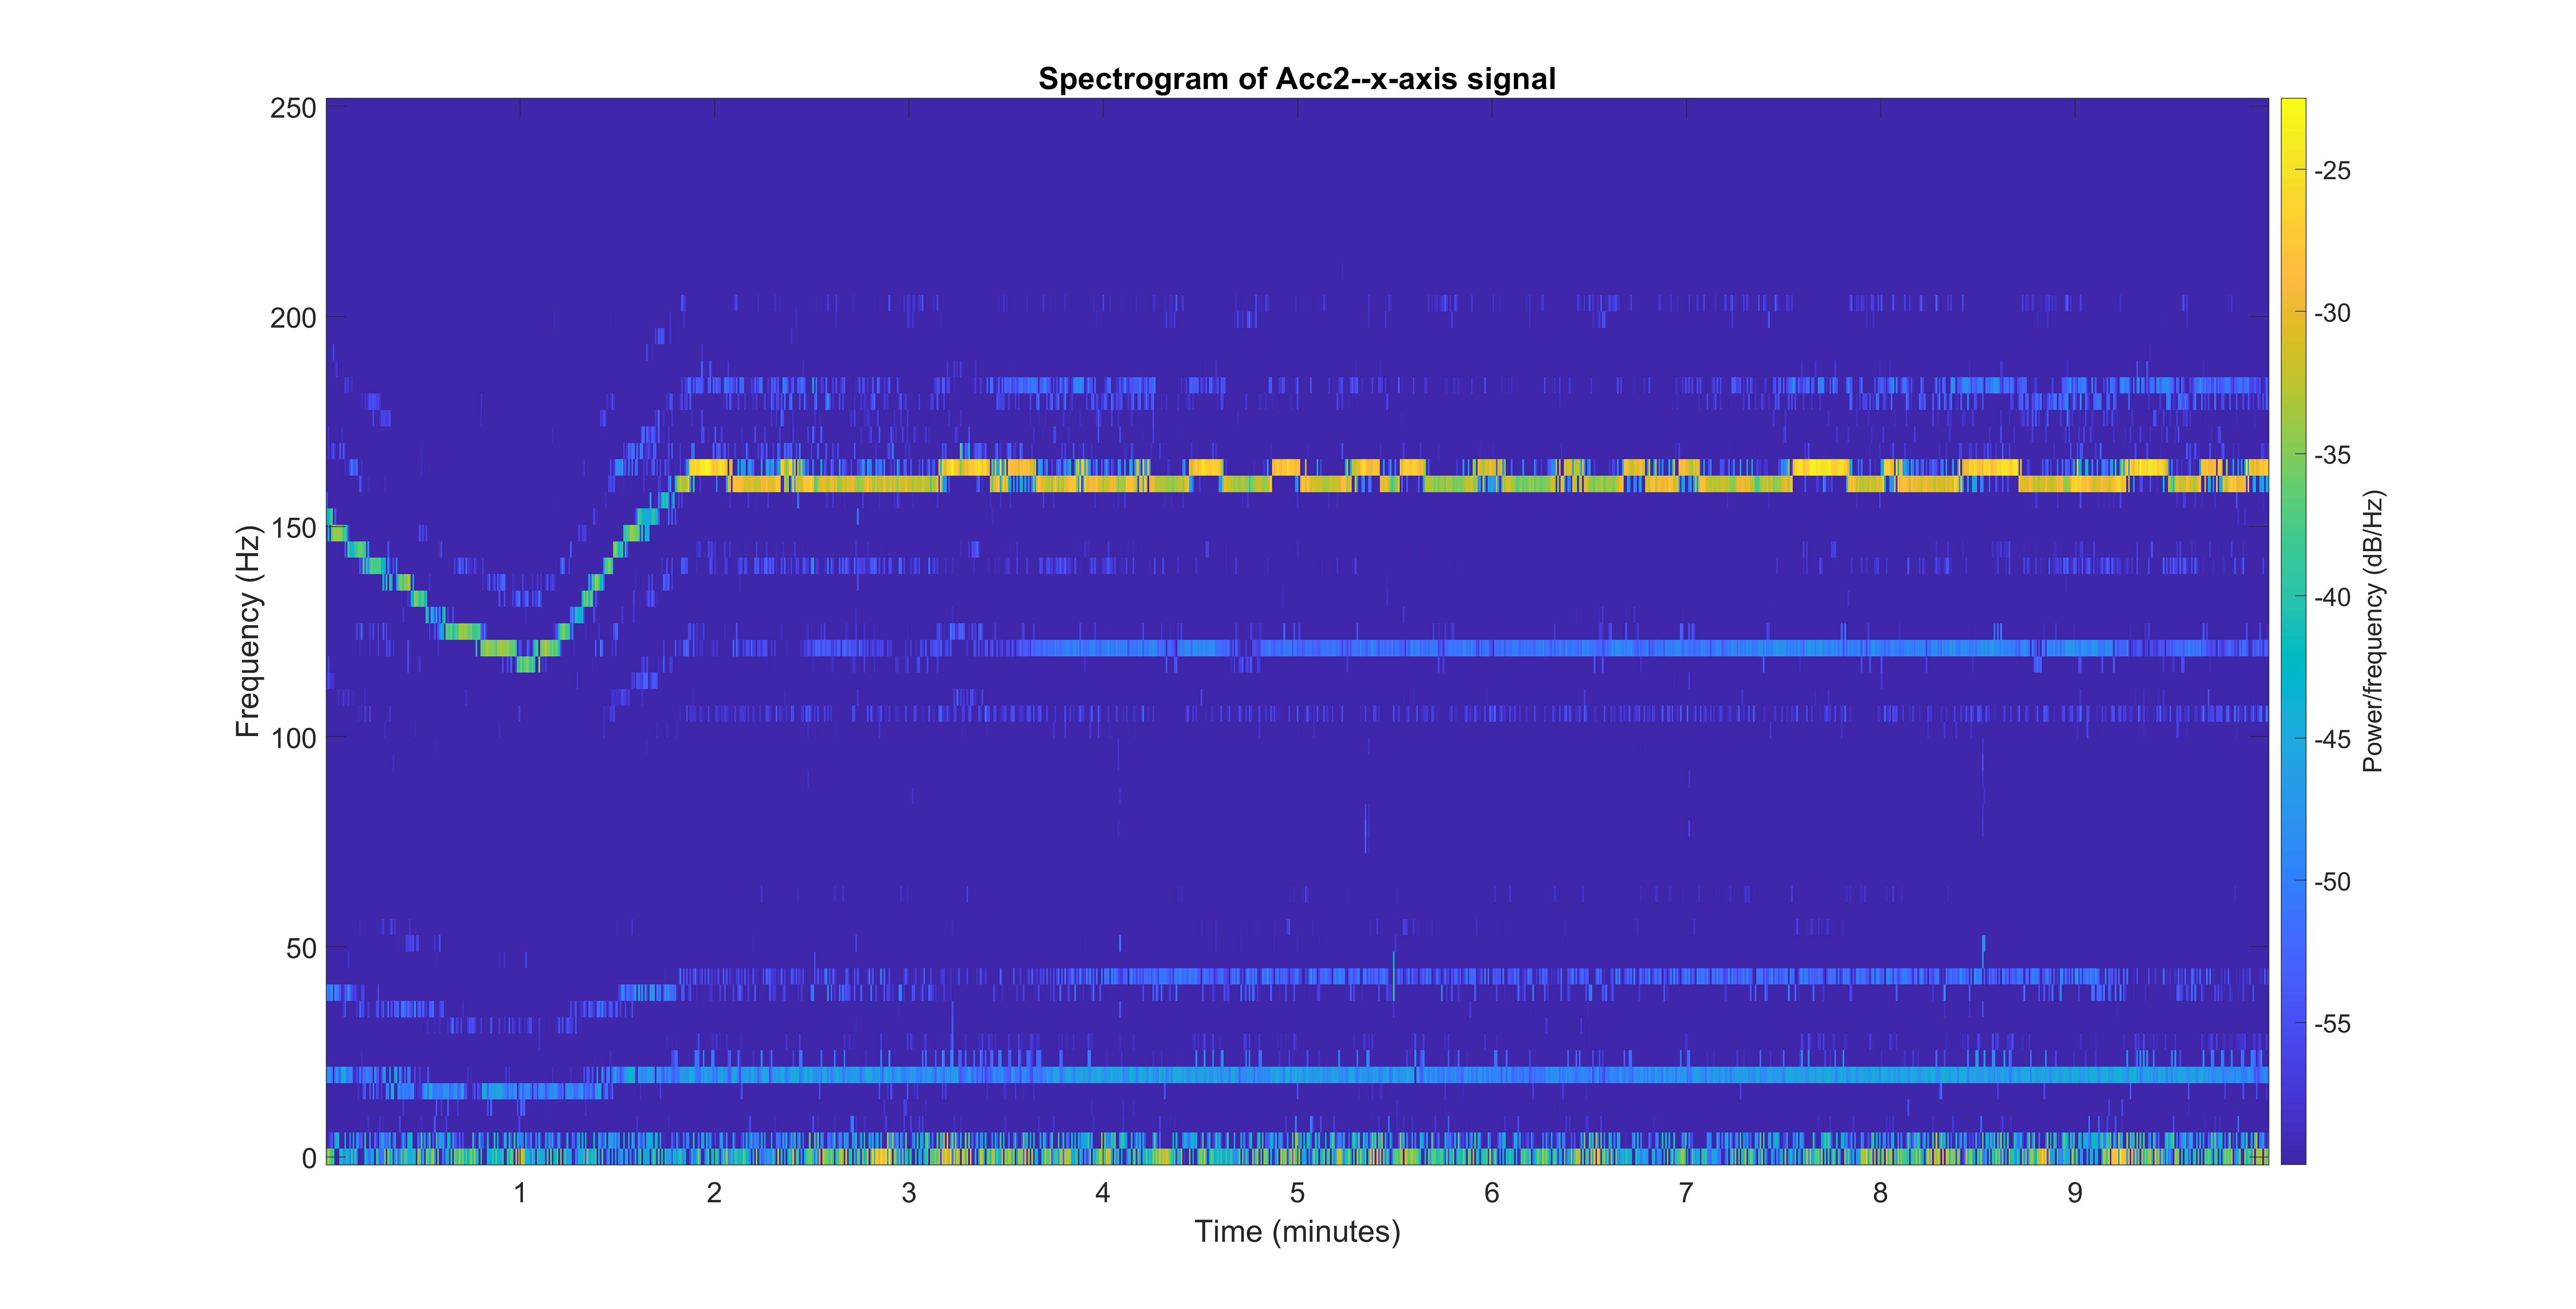 Spectrogram of Acc2--x-axis signal
250
200
150
100
50
0
Frequency (Hz)
1 2 3 4 5 6 7 8 9
Time (minutes)
-25
-30
-35
-40
-45
-50
-55
Power/frequency (dB/Hz)